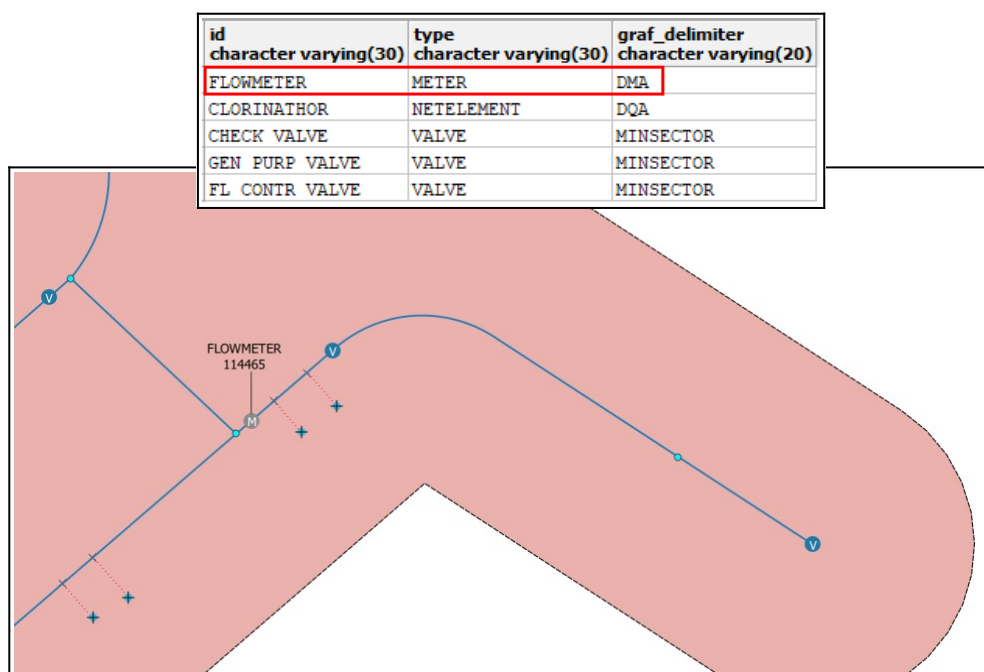 id type graf_delimiter
character varying(30) character varying(30) character varying(20)
FLOWMETER METER DMA
CLORINATHOR NETELEMENT DQA
CHECK VALVE VALVE MINSECTOR
GEN PURP VALVE VALVE MINSECTOR
FL CONTR VALVE VALVE MINSECTOR
V
FLOWMETER
114465
V
M
V